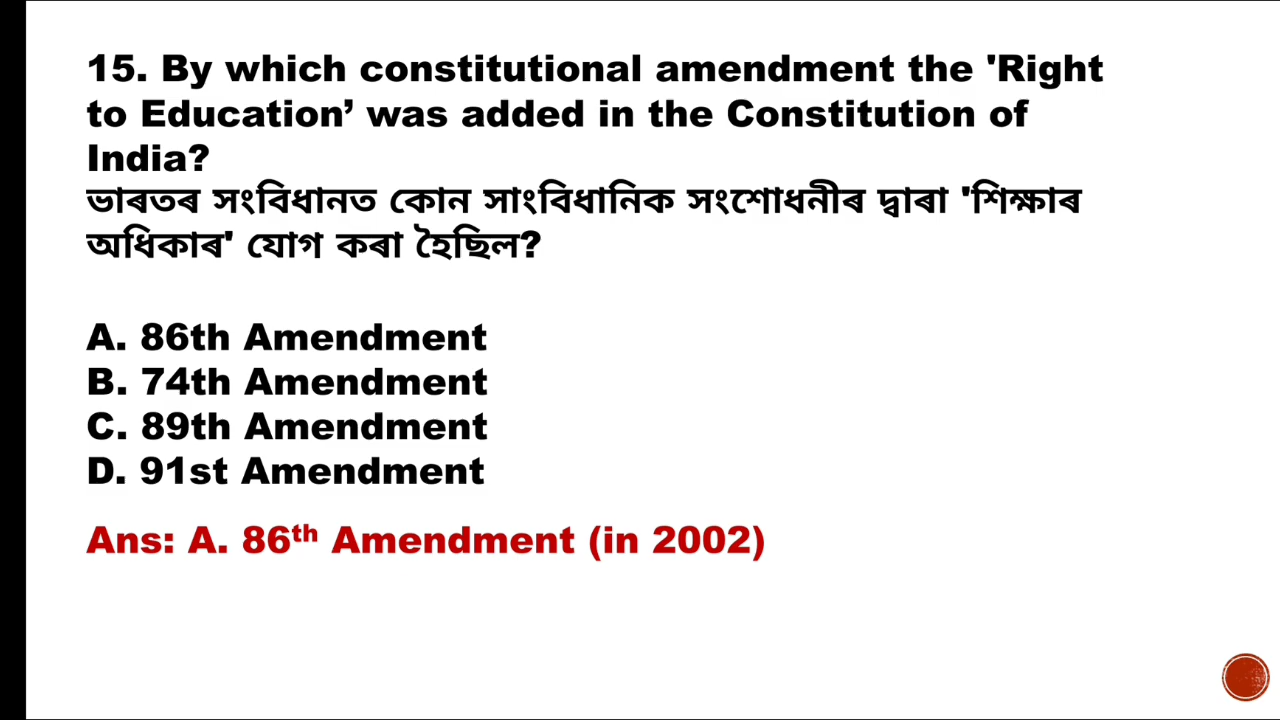 15. By which constitutional amendment the 'Right
to Education’ was added in the Constitution of
India?
ভাৰতৰ সংবিধানত কোন সাংবিধানিক সংশোধনীৰ দ্বাৰা 'শিক্ষাৰ
অধিকাৰ' যোগ কৰা হৈছিল?
A. 86th Amendment
B. 74th Amendment
C. 89th Amendment
D. 91st Amendment
Ans: A. 86th Amendment (in 2002)